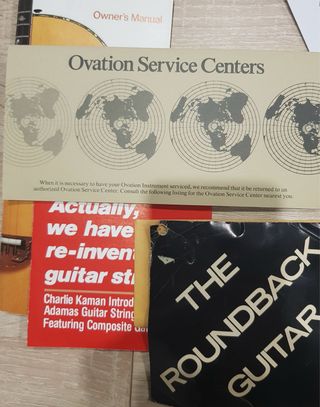 Owner's Manual
Ovation Service Centers
When it is necessary to have your Ovation Instrument serviced, we recommend that it be returned to an
authorized Ovation Service Center. Consult the following listing for the Ovation Service Center nearest you.
Actually,
we have
re-inven
guitar st
Charlie Kaman Introd
Adamas Guitar String
Featuring Composite Gu
THE
ROUNDBACK
GUITAR